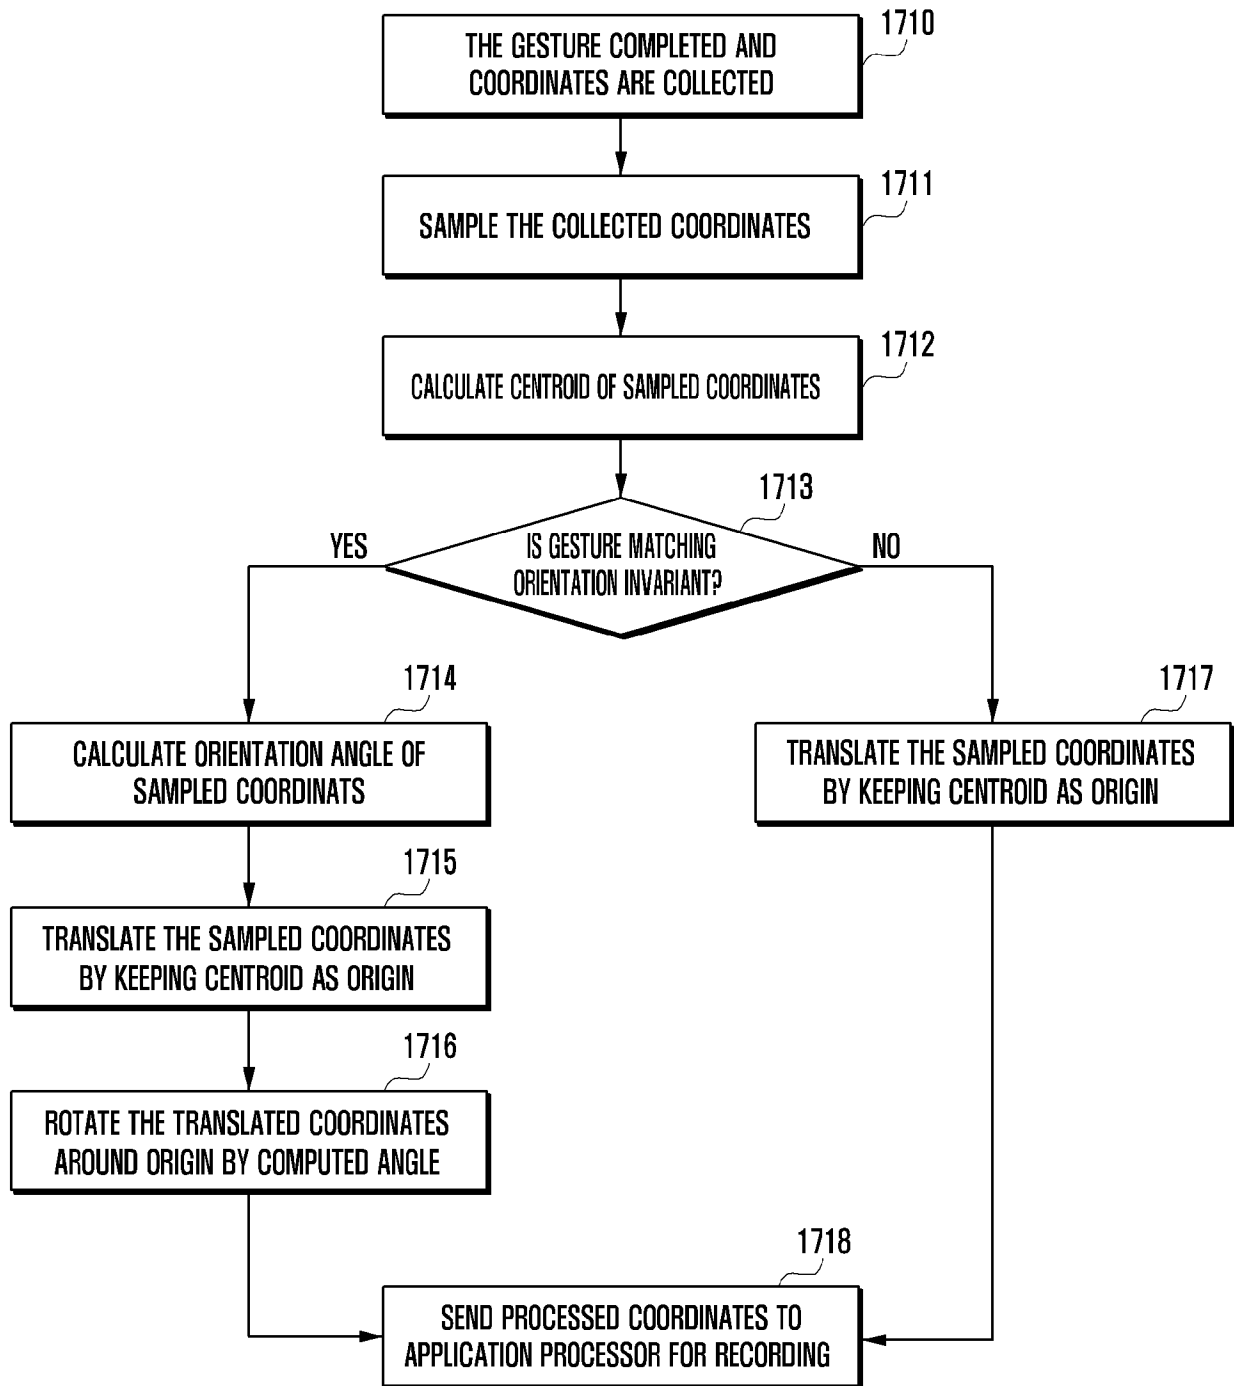 1710
THE GESTURE COMPLETED AND
COORDINATES ARE COLLECTED
1711
SAMPLE THE COLLECTED COORDINATES
1712
CALCULATE CENTROID OF SAMPLED COORDINATES
1713
IS GESTURE MATCHING
ORIENTATION INVARIANT?
YES
NO
1714
CALCULATE ORIENTATION ANGLE OF
SAMPLED COORDINATS
1717
TRANSLATE THE SAMPLED COORDINATES
BY KEEPING CENTROID AS ORIGIN
1715
TRANSLATE THE SAMPLED COORDINATES
BY KEEPING CENTROID AS ORIGIN
1716
ROTATE THE TRANSLATED COORDINATES
AROUND ORIGIN BY COMPUTED ANGLE
1718
SEND PROCESSED COORDINATES TO
APPLICATION PROCESSOR FOR RECORDING